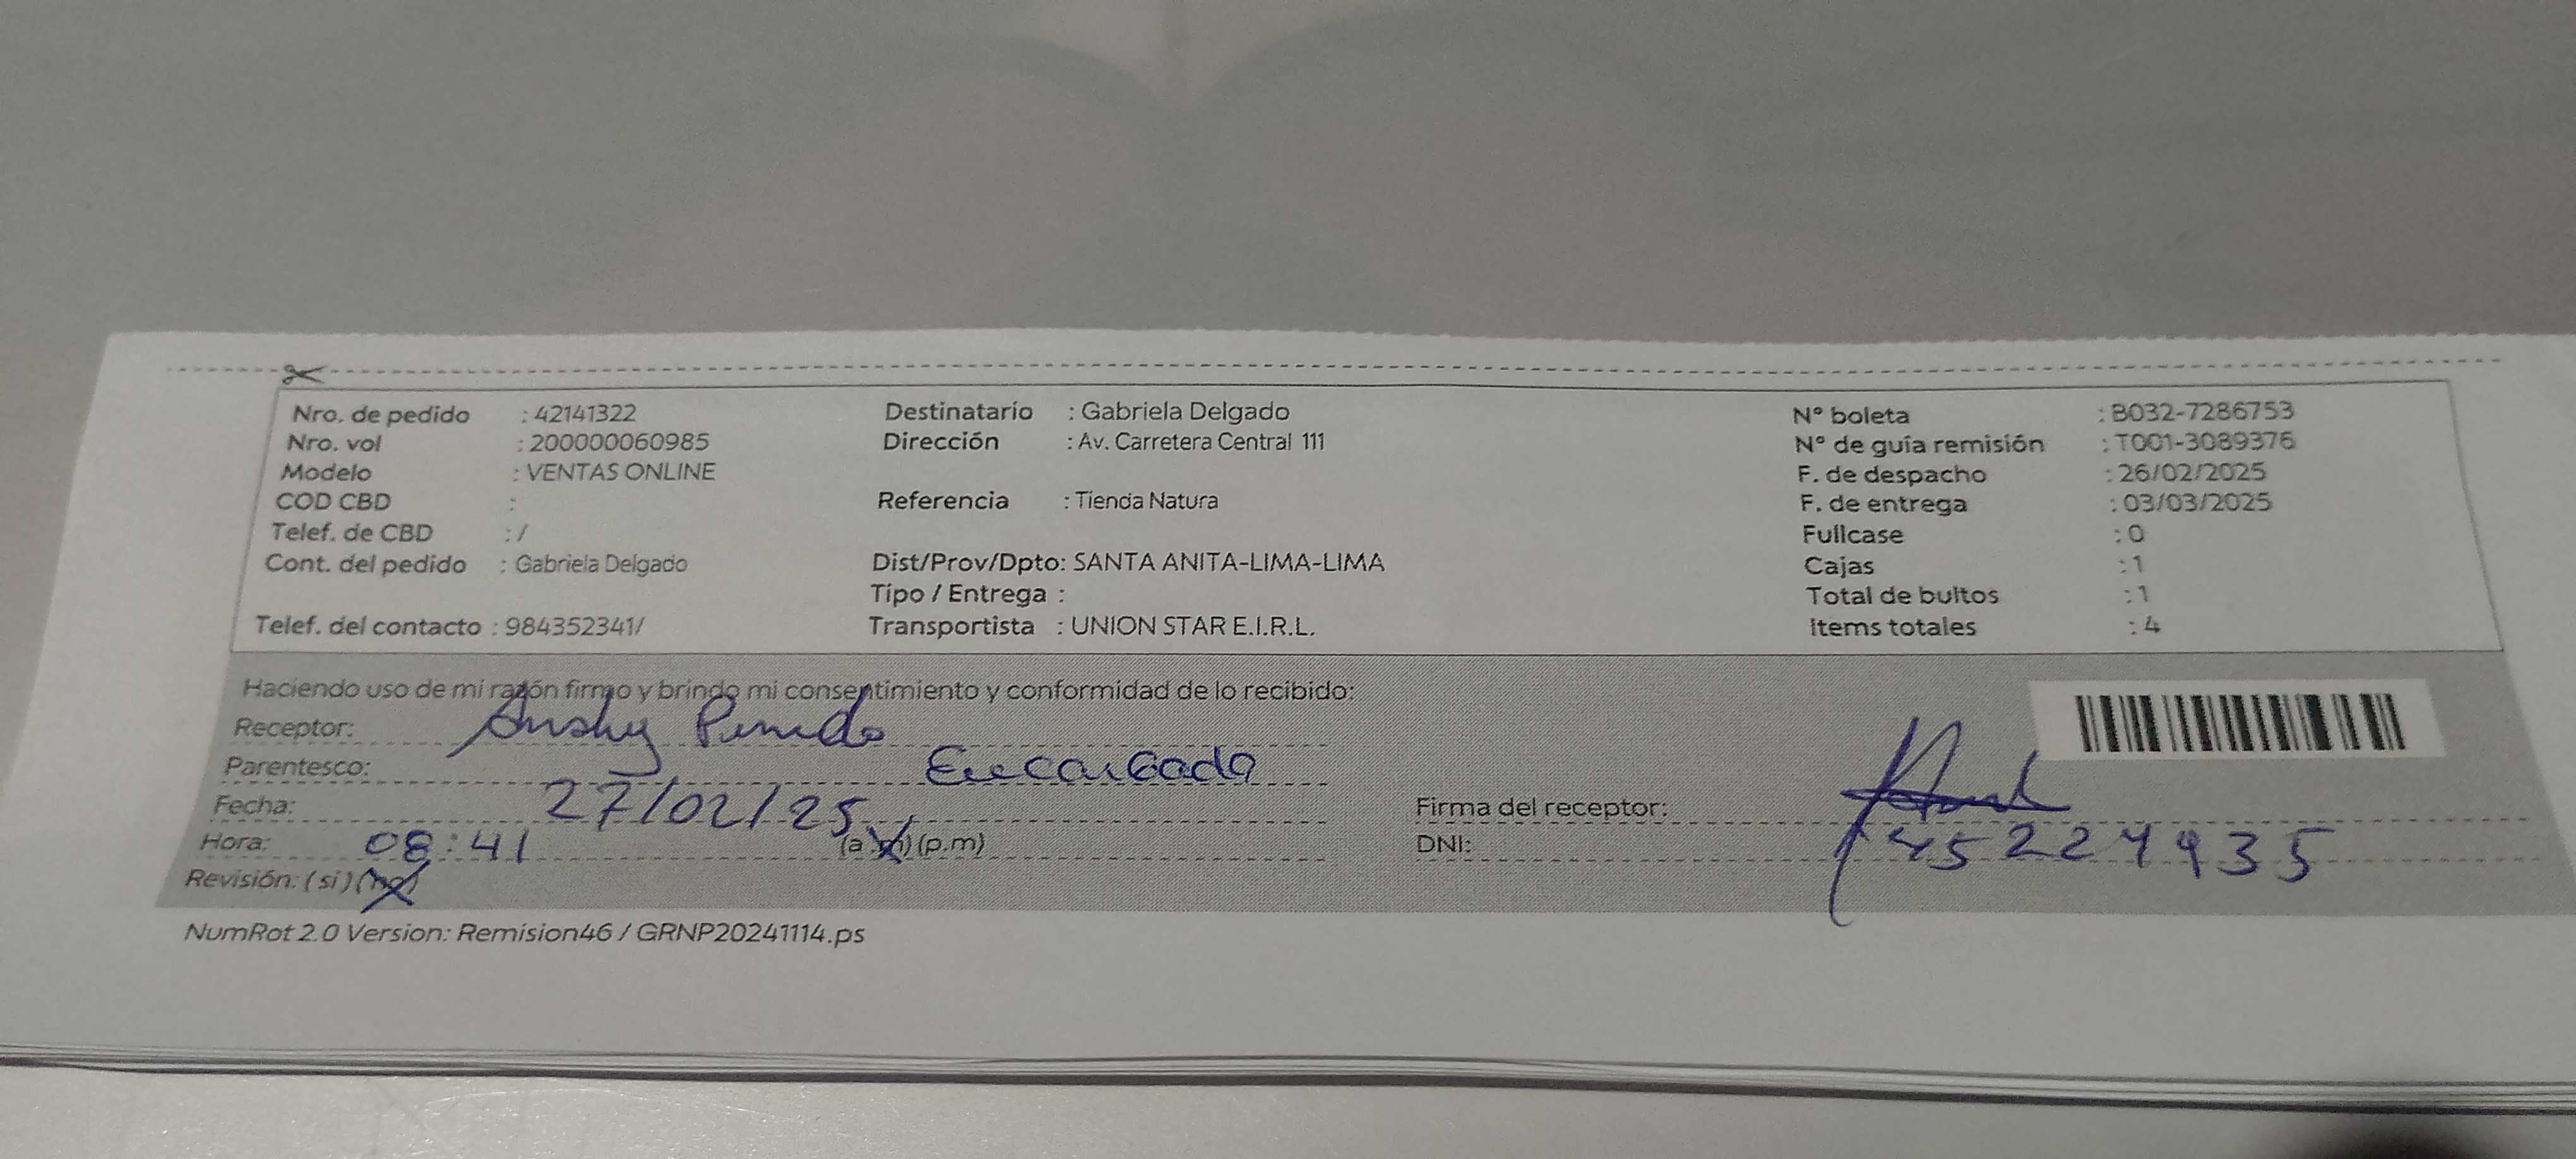 Nro. de pedido : 42141322
Nro. vol : 200000060985
Modelo : VENTAS ONLINE
COD CBD :
Telef. de CBD : /
Cont. del pedido : Gabriela Delgado
Telef. del contacto : 984352341/
Destinatario : Gabriela Delgado
Dirección : Av. Carretera Central 111
Referencia : Tienda Natura
Dist/Prov/Dpto: SANTA ANITA-LIMA-LIMA
Tipo / Entrega :
Transportista : UNION STAR E.I.R.L.
N° boleta : B032-7286753
N° de guía remisión : T001-3089376
F. de despacho : 26/02/2025
F. de entrega : 03/03/2025
Fullcase : 0
Cajas : 1
Total de bultos : 1
Items totales : 4
Haciendo uso de mi razón firmo y brindo mi consentimiento y conformidad de lo recibido:
Receptor:
Parentesco: Encargada
Fecha: 27/02/25
Hora: 08:41 (a.m) (p.m)
Revisión: (si) (no)
Firma del receptor:
DNI:
NumRot 2.0 Version: Remision46 / GRNP20241114.ps